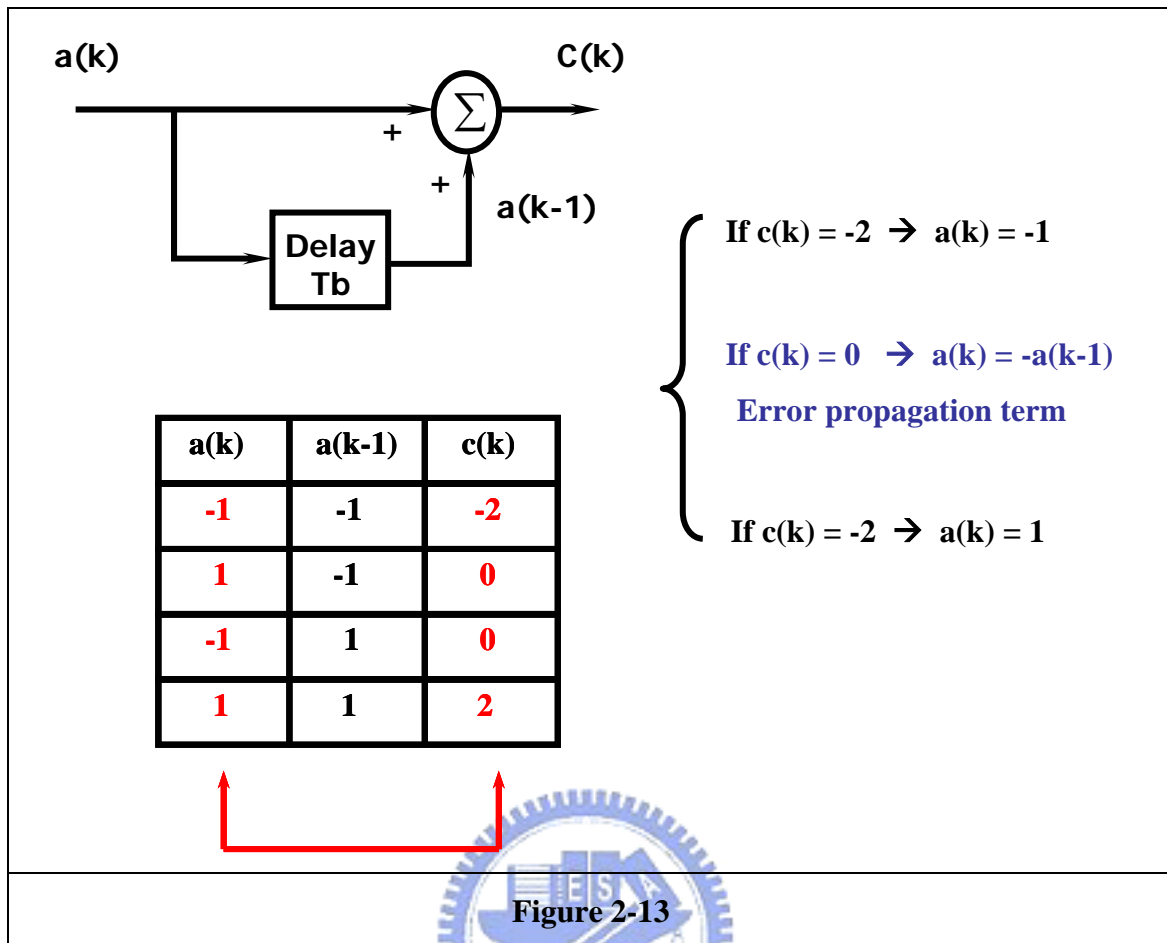 a(k)
C(k)
Σ
+
+
a(k-1)
Delay
Tb
If c(k) = -2 → a(k) = -1
If c(k) = 0 → a(k) = -a(k-1)
Error propagation term
If c(k) = -2 → a(k) = 1
a(k) a(k-1) c(k)
-1 -1 -2
1 -1 0
-1 1 0
1 1 2
E S A
Figure 2-13